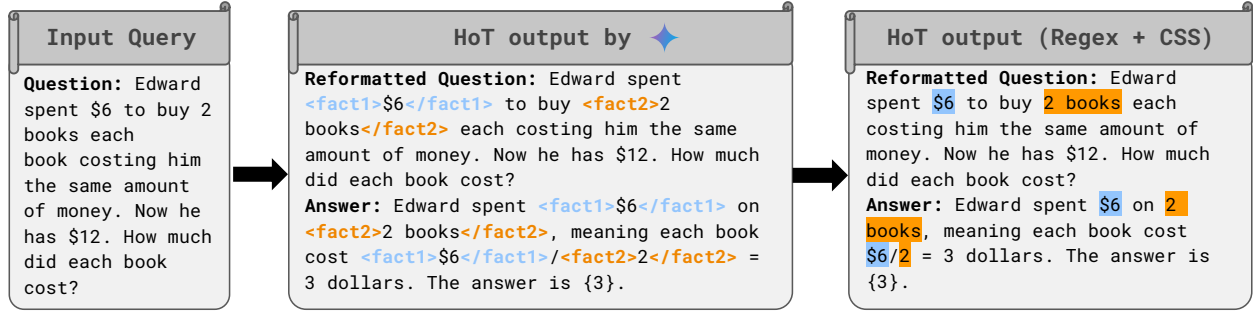 Input Query
Question: Edward
spent $6 to buy 2
books each
book costing him
the same amount
of money. Now he
has $12. How much
did each book
cost?
HoT output by
Reformatted Question: Edward spent
<fact1>$6</fact1> to buy <fact2>2
books</fact2> each costing him the same
amount of money. Now he has $12. How much
did each book cost?
Answer: Edward spent <fact1>$6</fact1> on
<fact2>2 books</fact2>, meaning each book
cost <fact1>$6</fact1>/<fact2>2</fact2> =
3 dollars. The answer is {3}.
HoT output (Regex + CSS)
Reformatted Question: Edward
spent $6 to buy 2 books each
costing him the same amount of
money. Now he has $12. How much
did each book cost?
Answer: Edward spent $6 on 2
books, meaning each book cost
$6/2 = 3 dollars. The answer is
{3}.